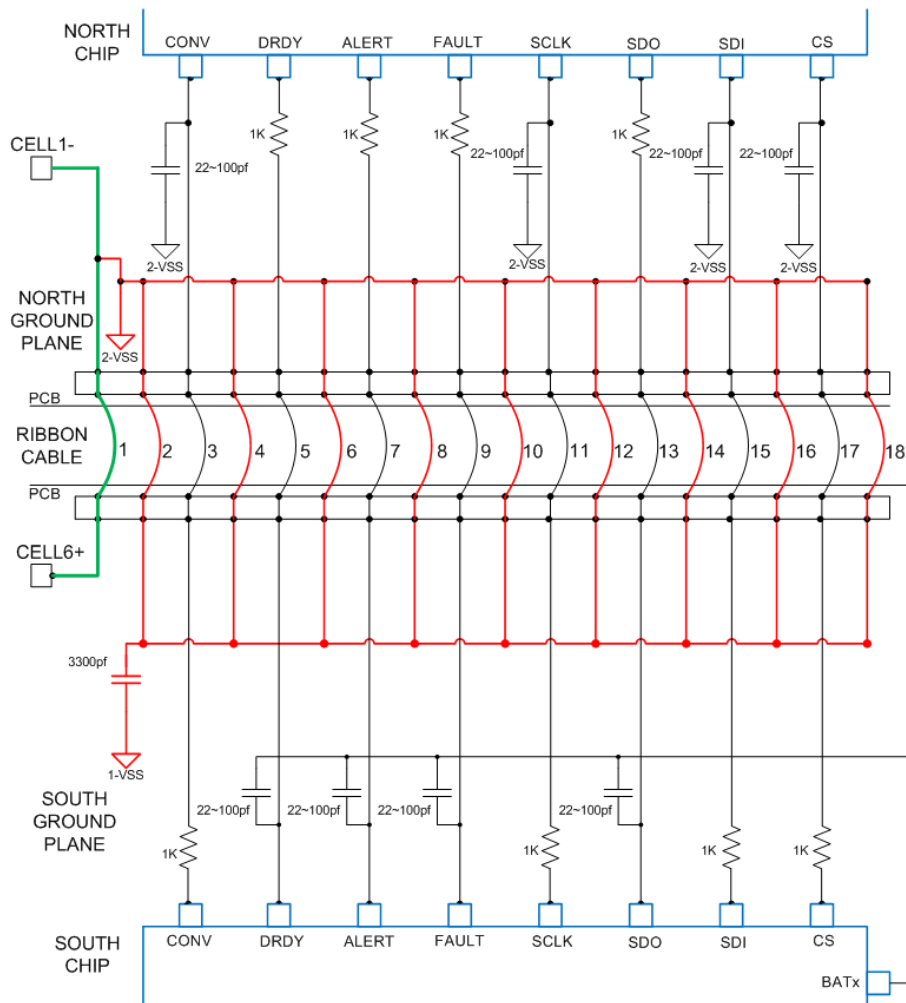 NORTH
CHIP
CONV DRDY ALERT FAULT SCLK SDO SDI CS
1K 1K 1K 1K
CELL1-
22~100pf 22~100pf 22~100pf 22~100pf
2-VSS 2-VSS 2-VSS 2-VSS
NORTH
GROUND
PLANE
2-VSS
PCB
RIBBON
CABLE
1 2 3 4 5 6 7 8 9 10 11 12 13 14 15 16 17 18
PCB
CELL6+
3300pf
1-VSS
SOUTH
GROUND
PLANE
22~100pf 22~100pf 22~100pf 22~100pf
1K 1K 1K 1K
SOUTH
CHIP
CONV DRDY ALERT FAULT SCLK SDO SDI CS
BATx